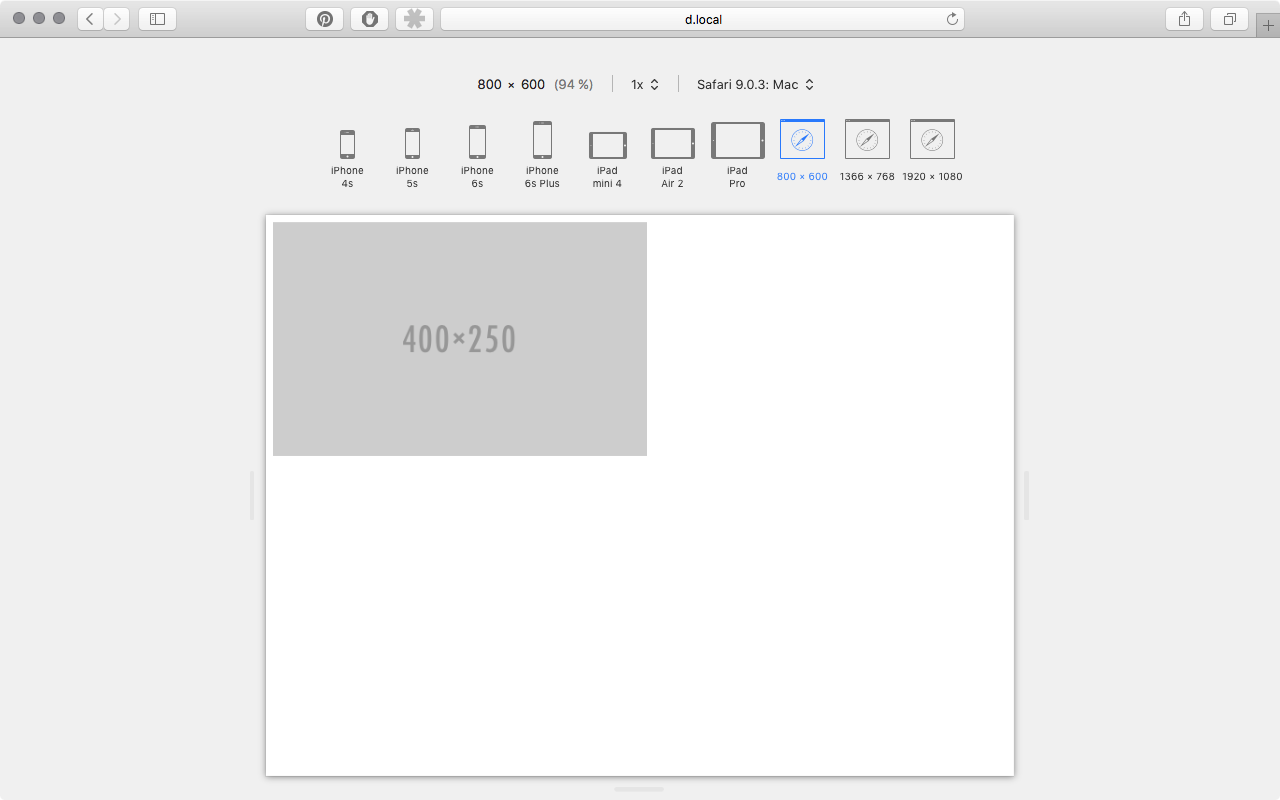 d.local
800 × 600 (94 %) 1x Safari 9.0.3: Mac
iPhone 4s
iPhone 5s
iPhone 6s
iPhone 6s Plus
iPad mini 4
iPad Air 2
iPad Pro
800 × 600
1366 × 768
1920 × 1080
400×250